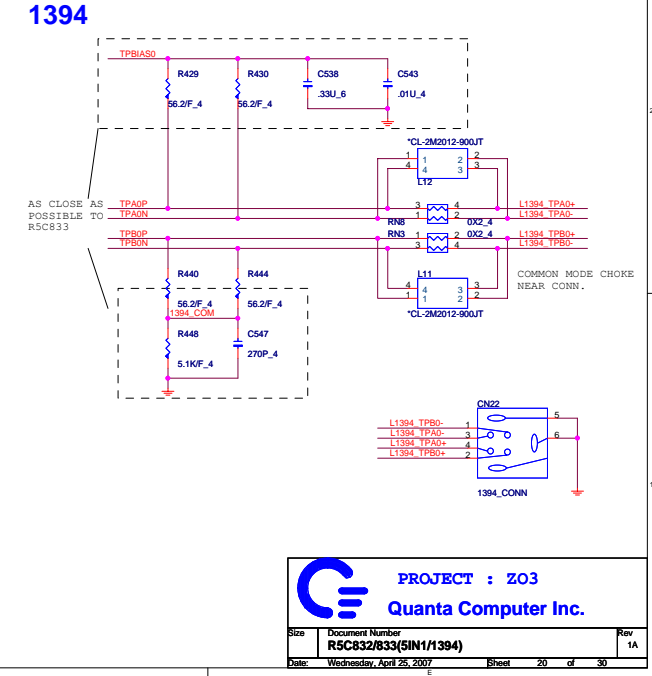 1394
TPBIAS0
R429
56.2/F_4
R430
56.2/F_4
C538
.33U_6
C543
.01U_4
*CL-2M2012-900JT
1 1 2 2
4 4 3 3
L12
AS CLOSE AS
POSSIBLE TO
R5C833
TPA0P
TPA0N
TPB0P
TPB0N
3 4
RN8 1 2 0X2_4
RN3 1 2 0X2_4
3 4
L1394_TPA0+
L1394_TPA0-
L1394_TPB0+
L1394_TPB0-
L11
4 4 3 3
1 1 2 2
*CL-2M2012-900JT
COMMON MODE CHOKE
NEAR CONN.
R440
56.2/F_4
R444
56.2/F_4
1394_COM
R448
5.1K/F_4
C547
270P_4
CN22
L1394_TPB0- 1
L1394_TPA0- 3
L1394_TPA0+ 4
L1394_TPB0+ 2
5
6
1394_CONN
2
1
PROJECT : ZO3
Quanta Computer Inc.
Size Document Number Rev
R5C832/833(5IN1/1394) 1A
Date: Wednesday, April 25, 2007 Sheet 20 of 30
E